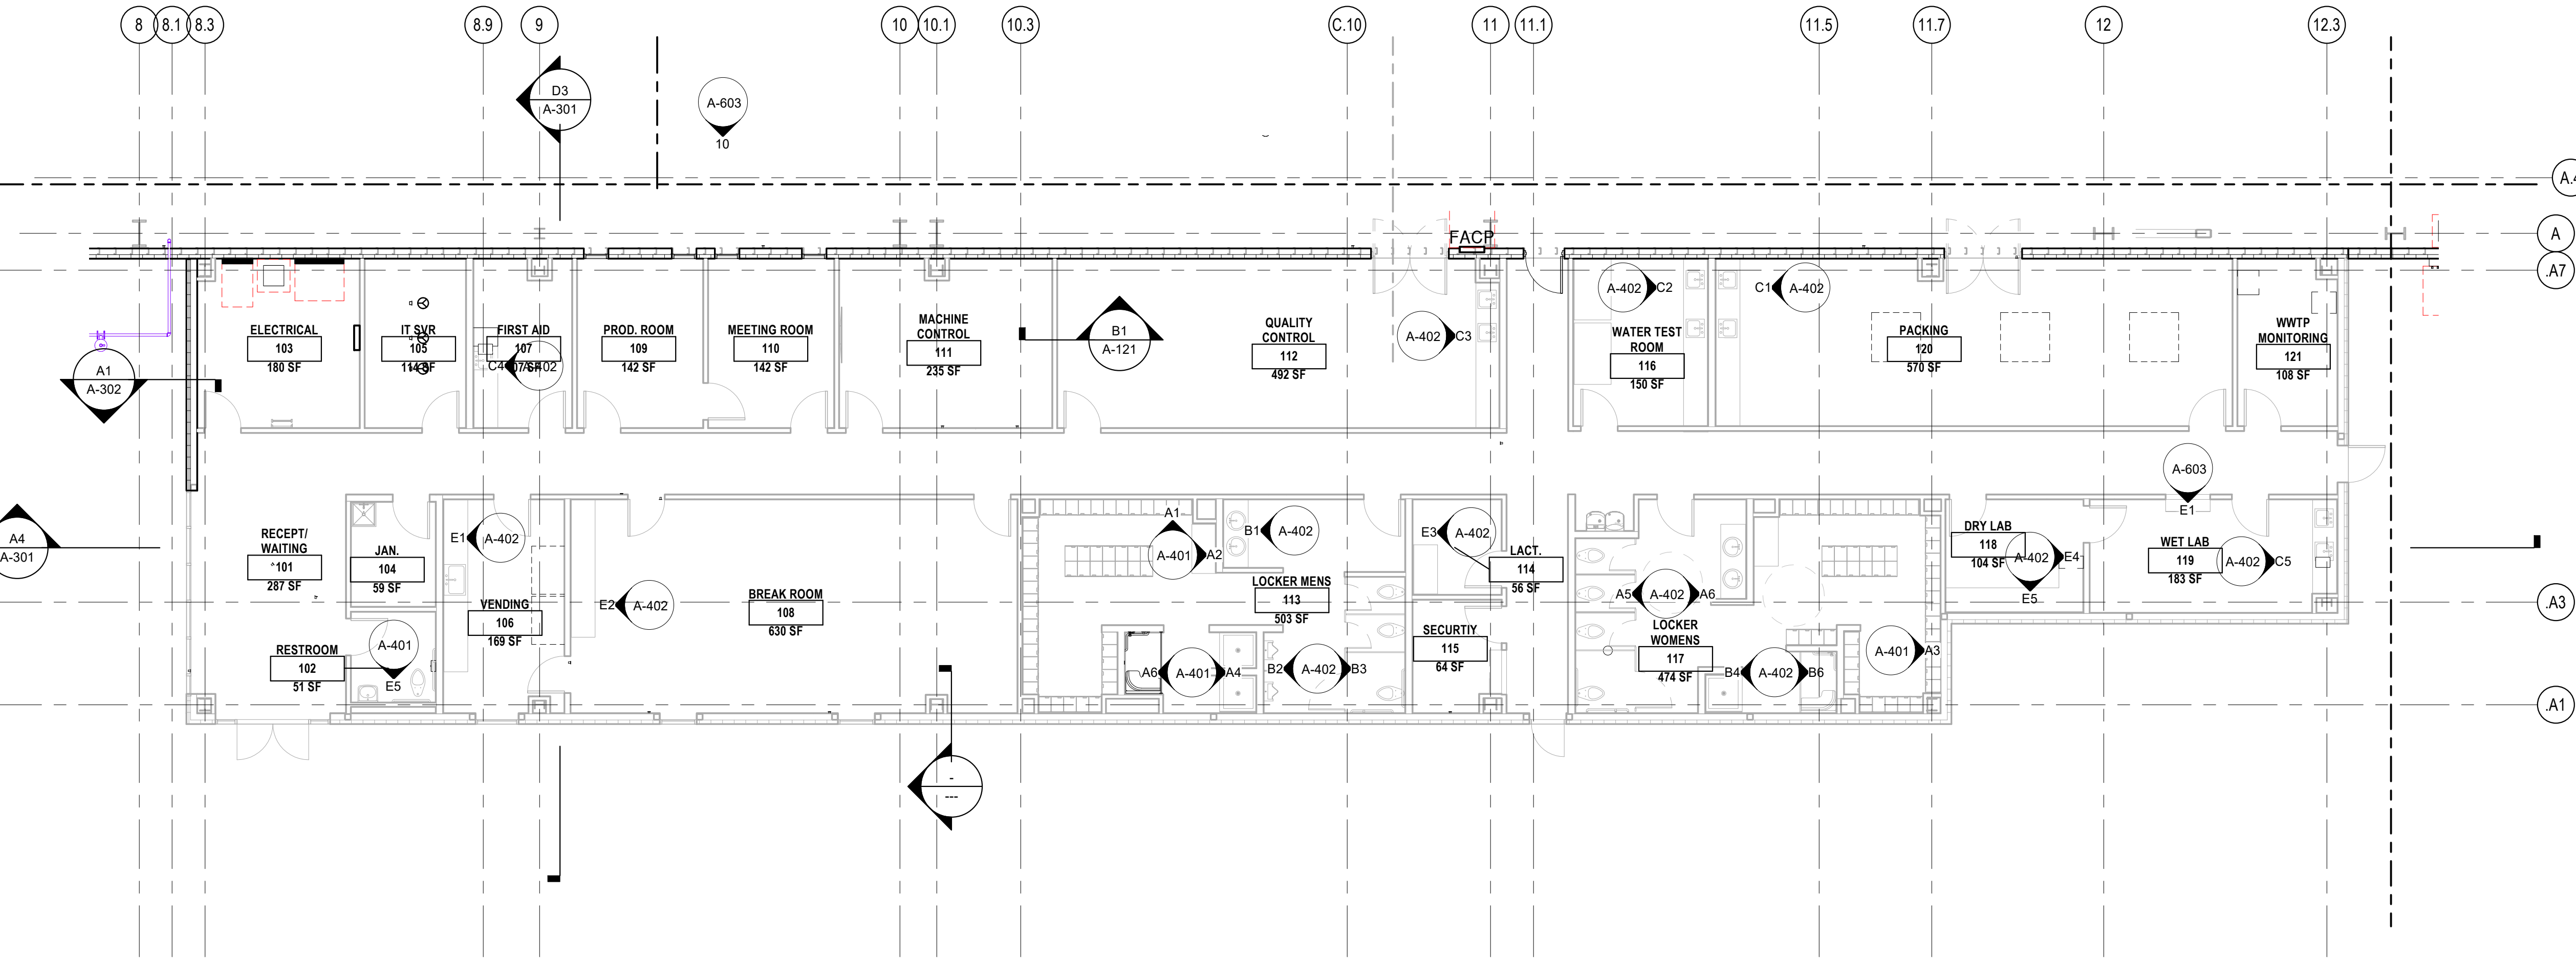 8
8.1
8.3
8.9
9
10
10.1
10.3
C.10
11
11.1
11.5
11.7
12
12.3
D3
A-301
A-603
10
A.4
A
.A7
FACP
ELECTRICAL
103
180 SF
IT SVR
105
114 SF
FIRST AID
107
C4
A-402
PROD. ROOM
109
142 SF
MEETING ROOM
110
142 SF
MACHINE
CONTROL
111
235 SF
B1
A-121
QUALITY
CONTROL
112
492 SF
A-402
C3
A-402
C2
WATER TEST
ROOM
116
150 SF
C1
A-402
PACKING
120
570 SF
WWTP
MONITORING
121
108 SF
A1
A-302
A4
A-301
RECEPT/
WAITING
101
287 SF
JAN.
104
59 SF
E1
A-402
VENDING
106
169 SF
RESTROOM
102
51 SF
A-401
E5
E2
A-402
BREAK ROOM
108
630 SF
A1
A-401
A2
B1
A-402
LOCKER MENS
113
503 SF
A6
A-401
A4
B2
A-402
B3
E3
A-402
LACT.
114
56 SF
SECURTIY
115
64 SF
A5
A-402
A6
LOCKER
WOMENS
117
474 SF
B4
A-402
B6
A-401
A3
DRY LAB
118
104 SF
A-402
E4
E5
A-603
E1
WET LAB
119
183 SF
A-402
C5
.A3
.A1
-
---